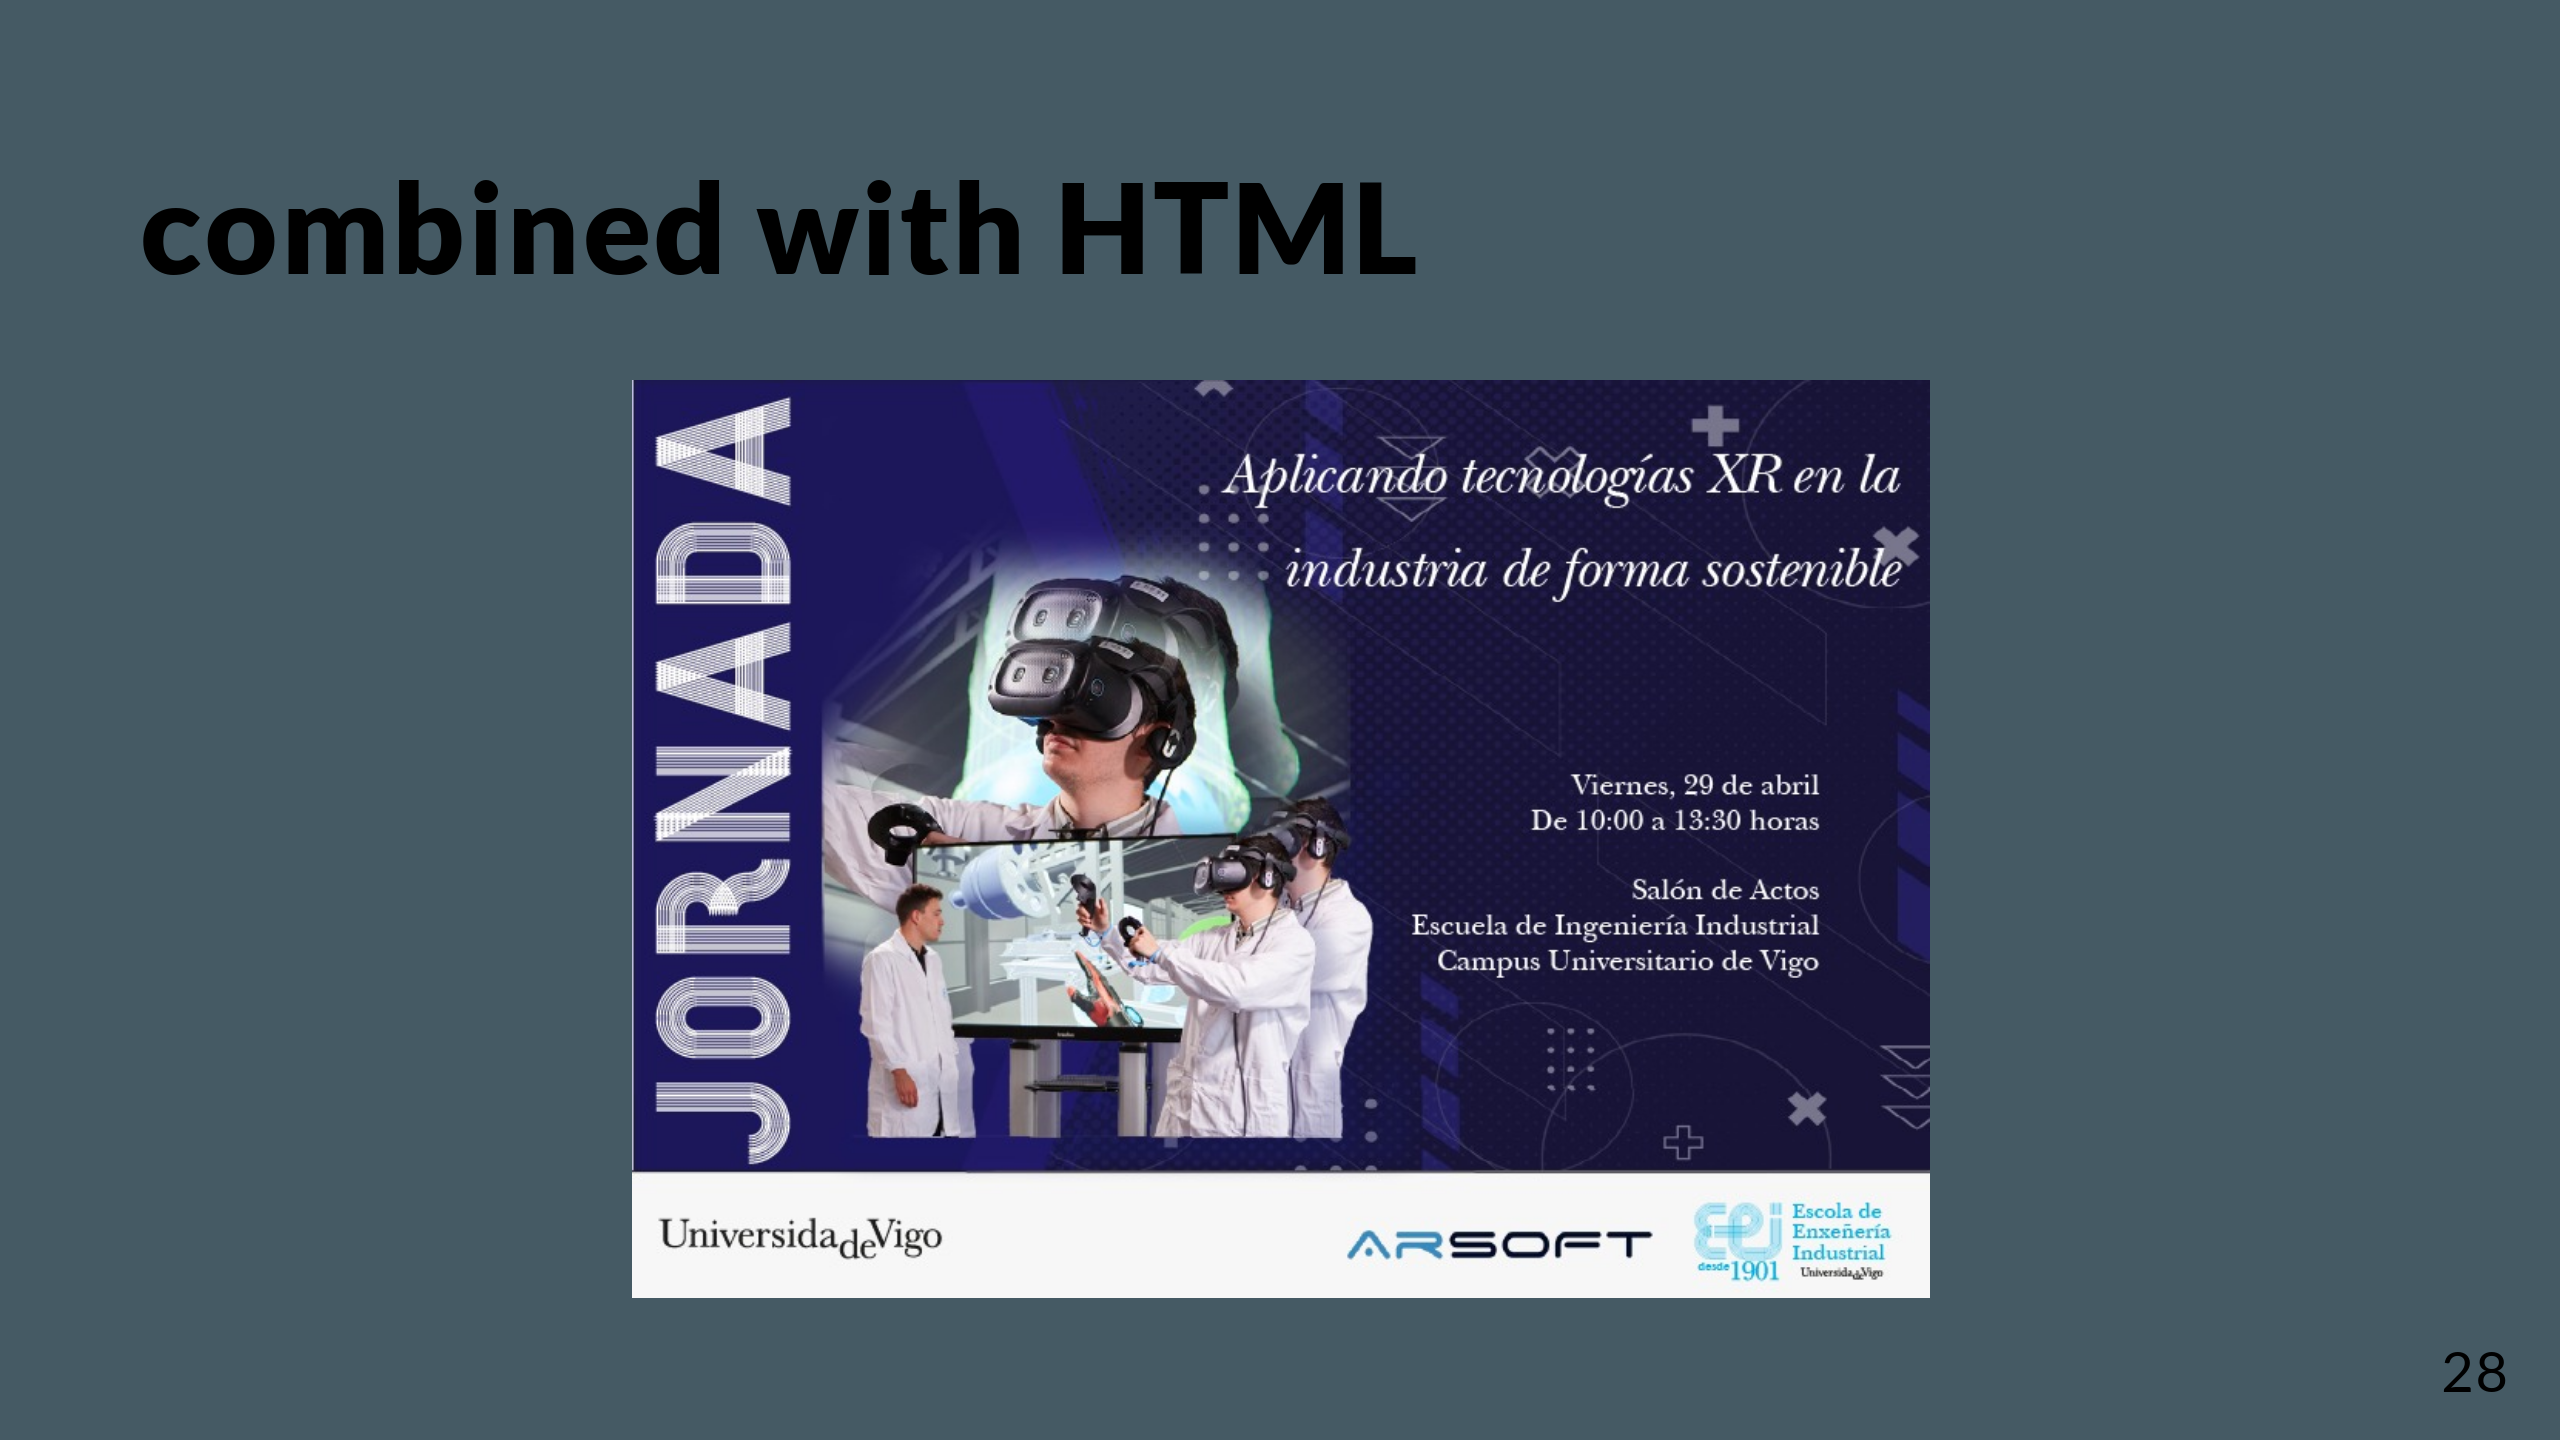 combined with HTML
JORNADA
Aplicando tecnologías XR en la
industria de forma sostenible
Viernes, 29 de abril
De 10:00 a 13:30 horas
Salón de Actos
Escuela de Ingeniería Industrial
Campus Universitario de Vigo
UniversidadeVigo
ARSOFT
eei
desde 1901
Escola de
Enxeñería
Industrial
UniversidadeVigo
28